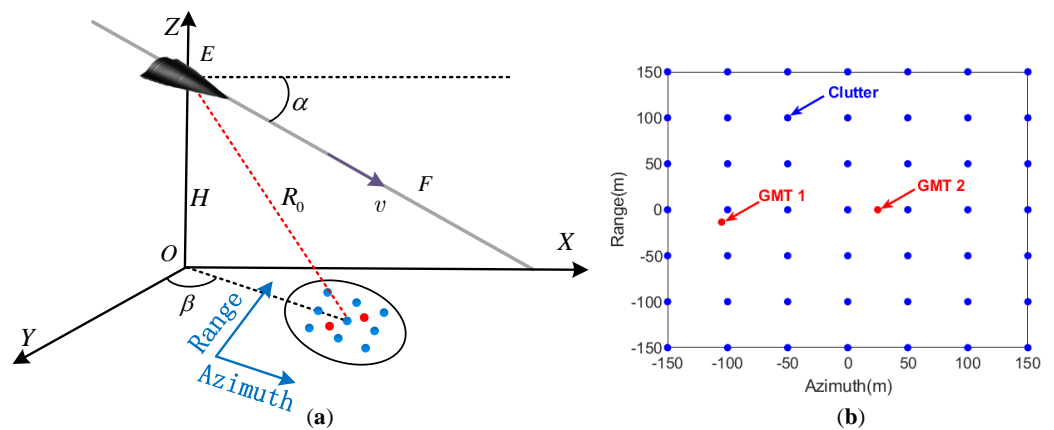 Z
E
α
F
v
H
R₀
O
X
β
Y
Range
Azimuth
(a)
150
100
50
0
-50
-100
-150
Range(m)
Clutter
GMT 1
GMT 2
-150 -100 -50 0 50 100 150
Azimuth(m)
(b)